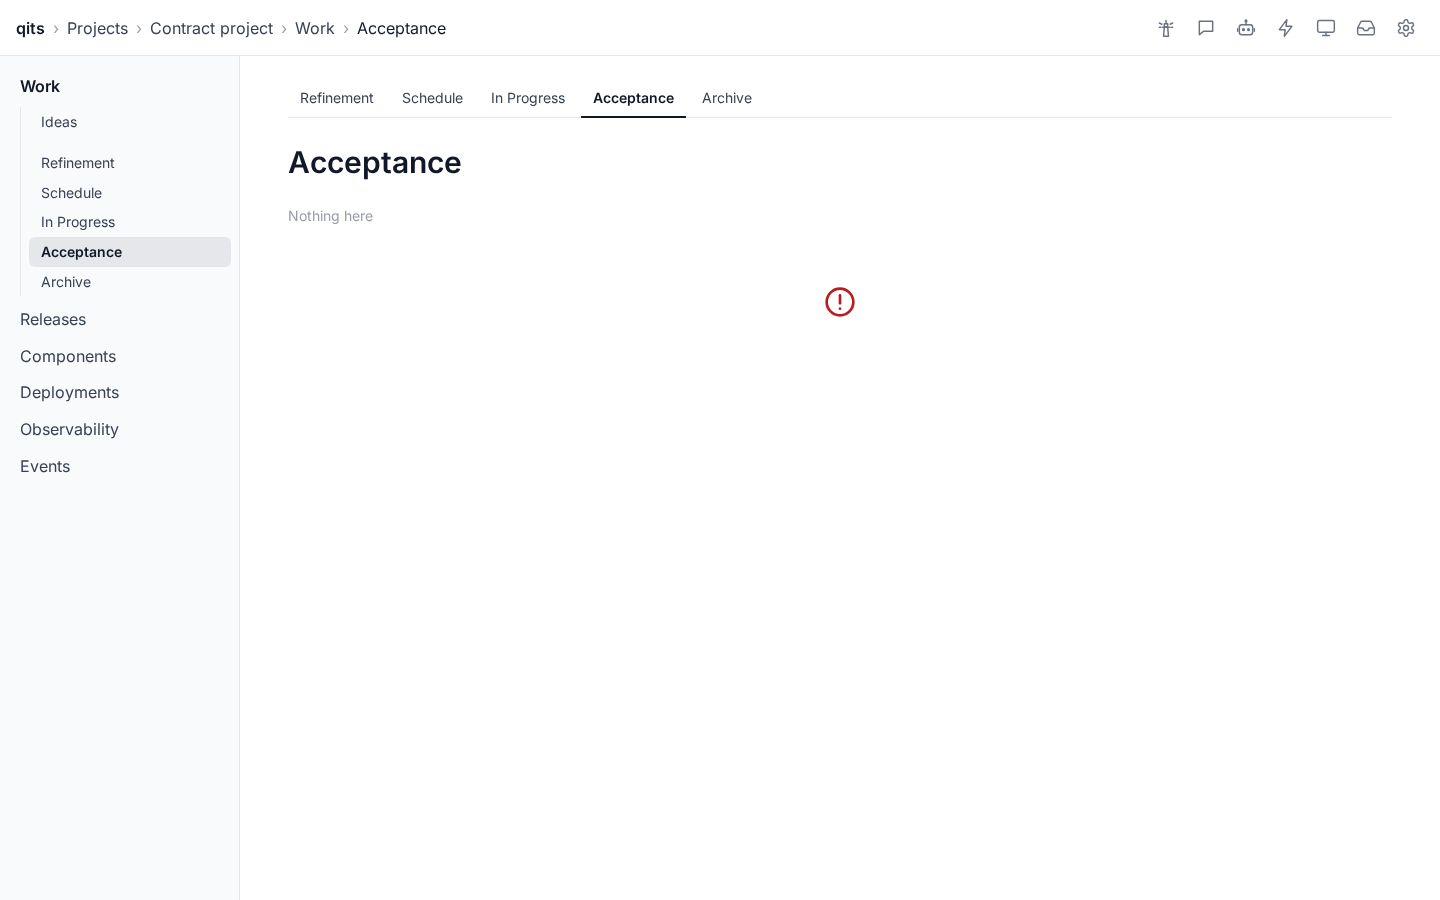 qits › Projects › Contract project › Work › Acceptance
Work
Ideas
Refinement
Schedule
In Progress
Acceptance
Archive
Releases
Components
Deployments
Observability
Events
Refinement Schedule In Progress Acceptance Archive
Acceptance
Nothing here